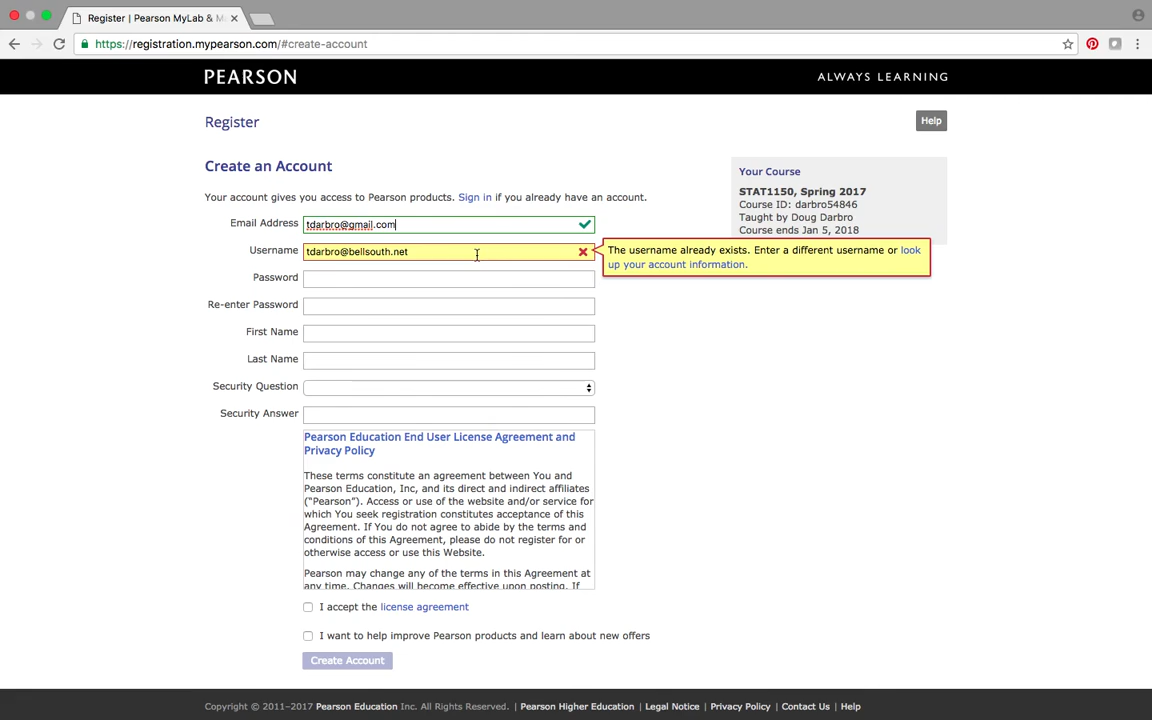 Register | Pearson MyLab & M
https://registration.mypearson.com/#create-account
PEARSON
ALWAYS LEARNING
Register
Help
Create an Account
Your account gives you access to Pearson products. Sign in if you already have an account.
Your Course
STAT1150, Spring 2017
Course ID: darbro54846
Taught by Doug Darbro
Course ends Jan 5, 2018
Email Address tdarbro@gmail.com
Username tdarbro@bellsouth.net
The username already exists. Enter a different username or look
up your account information.
Password
Re-enter Password
First Name
Last Name
Security Question
Security Answer
Pearson Education End User License Agreement and
Privacy Policy
These terms constitute an agreement between You and
Pearson Education, Inc, and its direct and indirect affiliates
("Pearson"). Access or use of the website and/or service for
which You seek registration constitutes acceptance of this
Agreement. If You do not agree to abide by the terms and
conditions of this Agreement, please do not register for or
otherwise access or use this Website.
Pearson may change any of the terms in this Agreement at
any time. Changes will become effective upon posting. If
I accept the license agreement
I want to help improve Pearson products and learn about new offers
Create Account
Copyright © 2011–2017 Pearson Education Inc. All Rights Reserved. | Pearson Higher Education | Legal Notice | Privacy Policy | Contact Us | Help